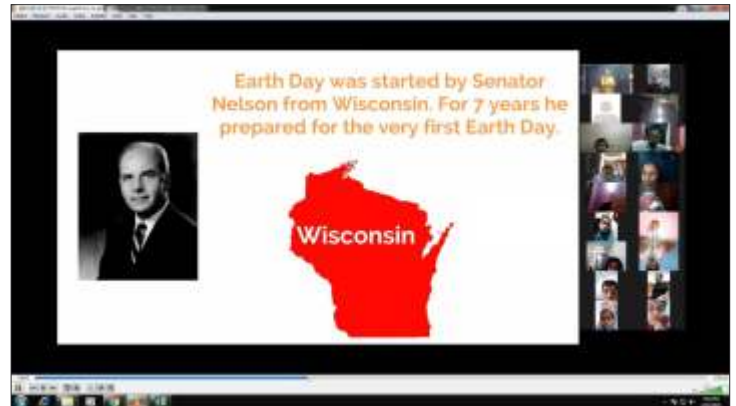 Earth Day was started by Senator
Nelson from Wisconsin. For 7 years he
prepared for the very first Earth Day.
Wisconsin